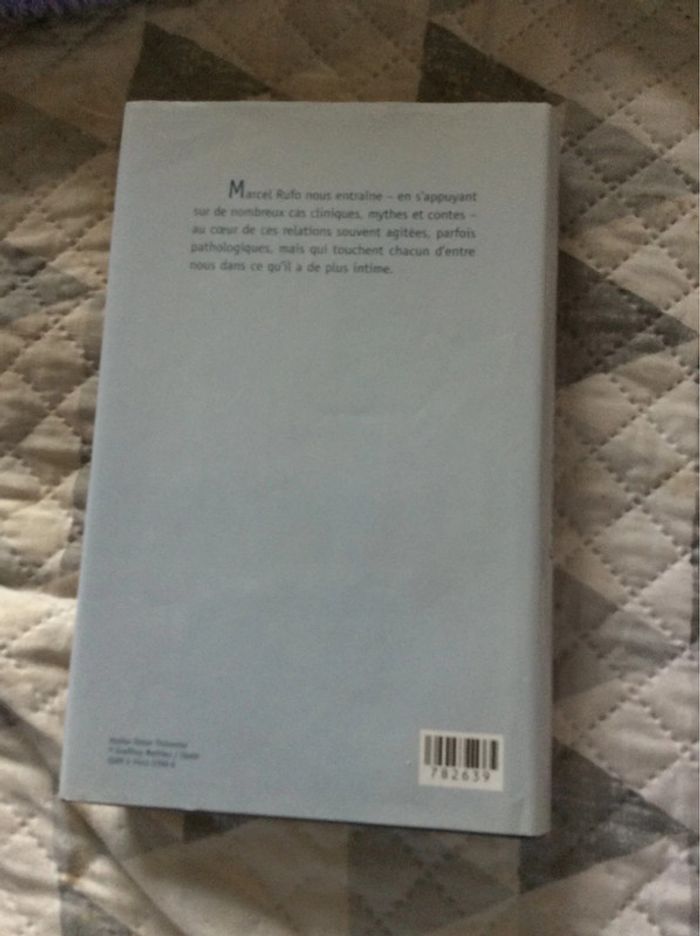 Marcel Rufo nous entraîne – en s'appuyant
sur de nombreux cas cliniques, mythes et contes –
au cœur de ces relations souvent agitées, parfois
pathologiques, mais qui touchent chacun d'entre
nous dans ce qu'il a de plus intime.
782639